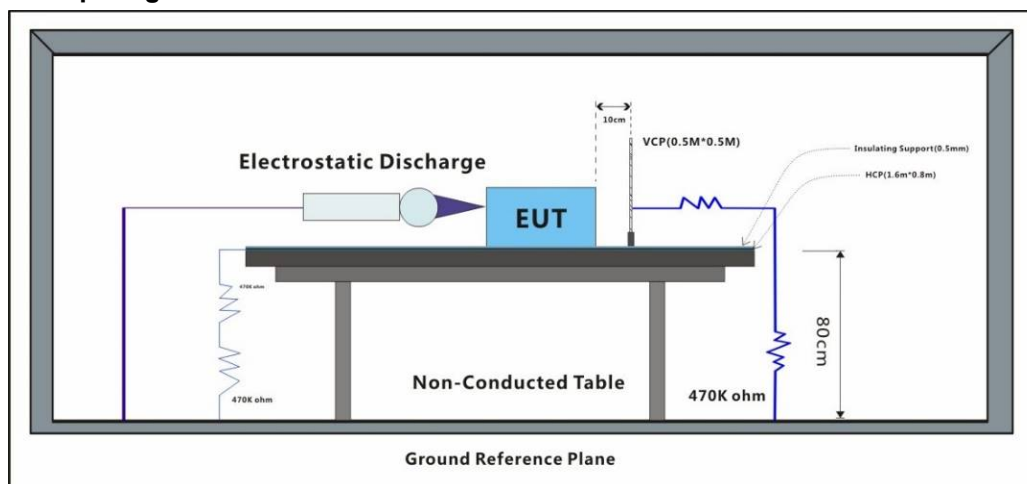 10cm
VCP(0.5M*0.5M)
Insulating Support(0.5mm)
Electrostatic Discharge
HCP(1.6m*0.8m)
EUT
470K ohm
80cm
Non-Conducted Table
470K ohm
470K ohm
Ground Reference Plane